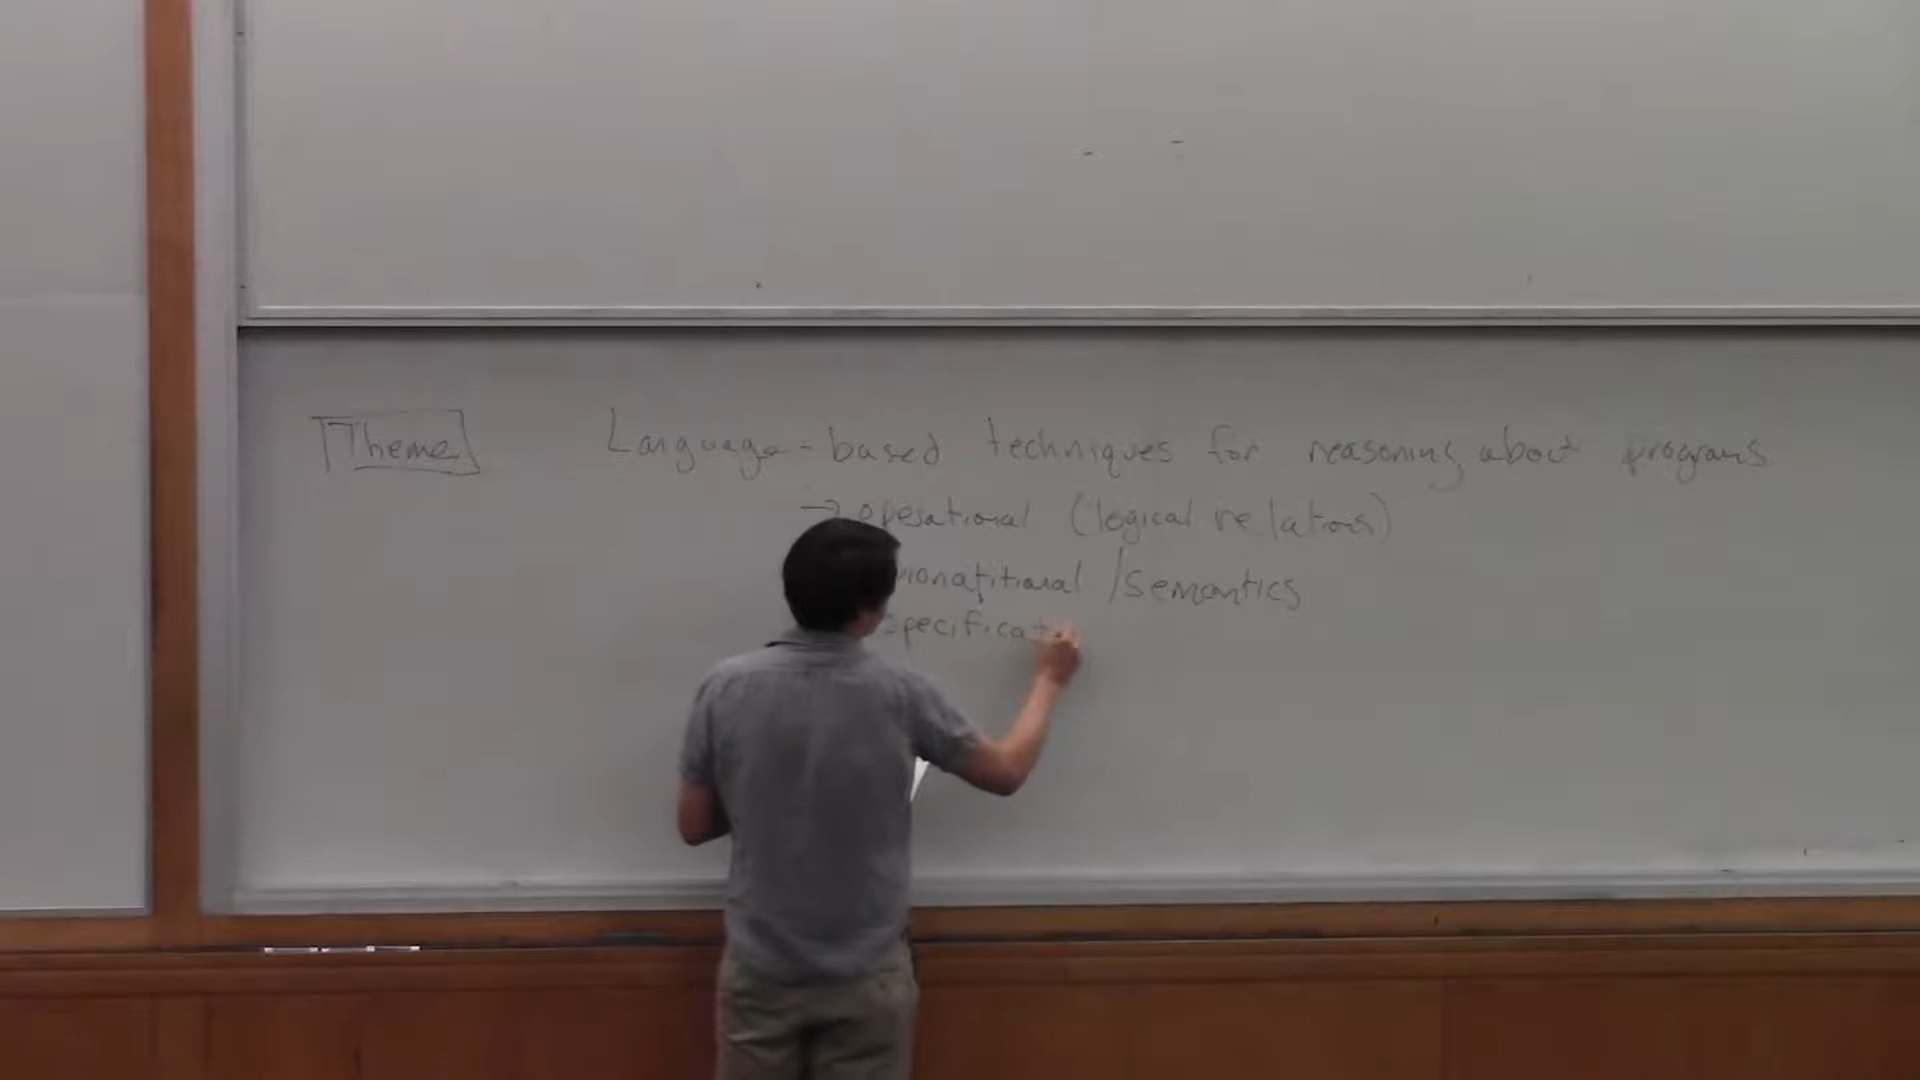 Theme Language-based techniques for reasoning about programs
→ operational (logical relations)
/semantics